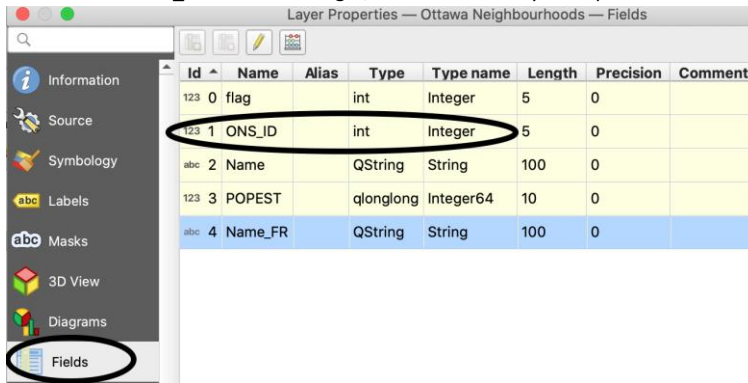 Layer Properties — Ottawa Neighbourhoods — Fields
Information
Source
Symbology
abc Labels
abc Masks
3D View
Diagrams
Fields
Id Name Alias Type Type name Length Precision Comment
123 0 flag int Integer 5 0
123 1 ONS_ID int Integer 5 0
abc 2 Name QString String 100 0
123 3 POPEST qlonglong Integer64 10 0
abc 4 Name_FR QString String 100 0